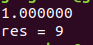 1.000000
res = 9